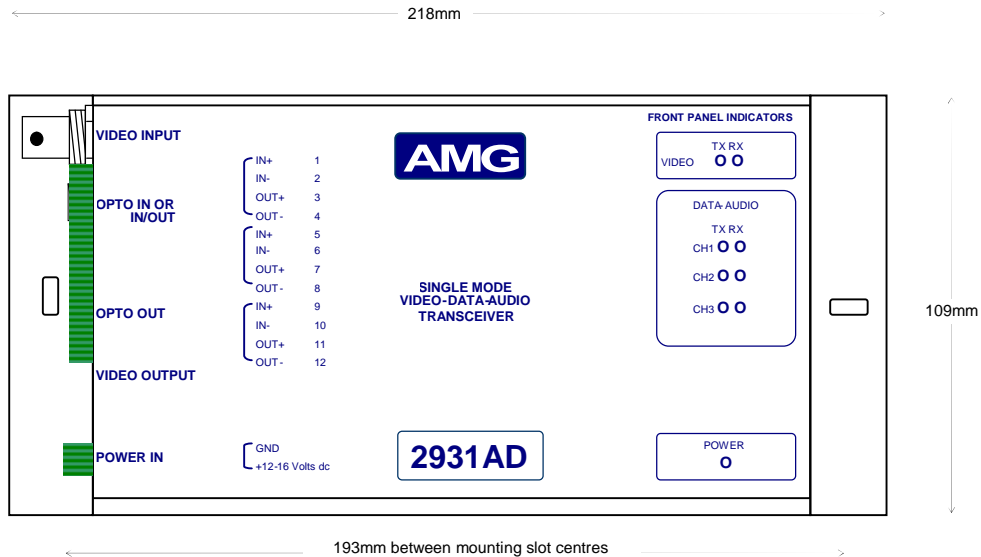 218mm
FRONT PANEL INDICATORS
VIDEO INPUT
AMG
TX RX
VIDEO O O
IN+ 1
IN- 2
OUT+ 3
OUT- 4
OPTO IN OR
IN/OUT
DATA-AUDIO
TX RX
CH1 O O
CH2 O O
CH3 O O
IN+ 5
IN- 6
OUT+ 7
OUT- 8
SINGLE MODE
VIDEO-DATA-AUDIO
TRANSCEIVER
OPTO OUT
IN+ 9
IN- 10
OUT+ 11
OUT- 12
109mm
VIDEO OUTPUT
POWER IN
GND
+12-16 Volts dc
2931AD
POWER
O
193mm between mounting slot centres